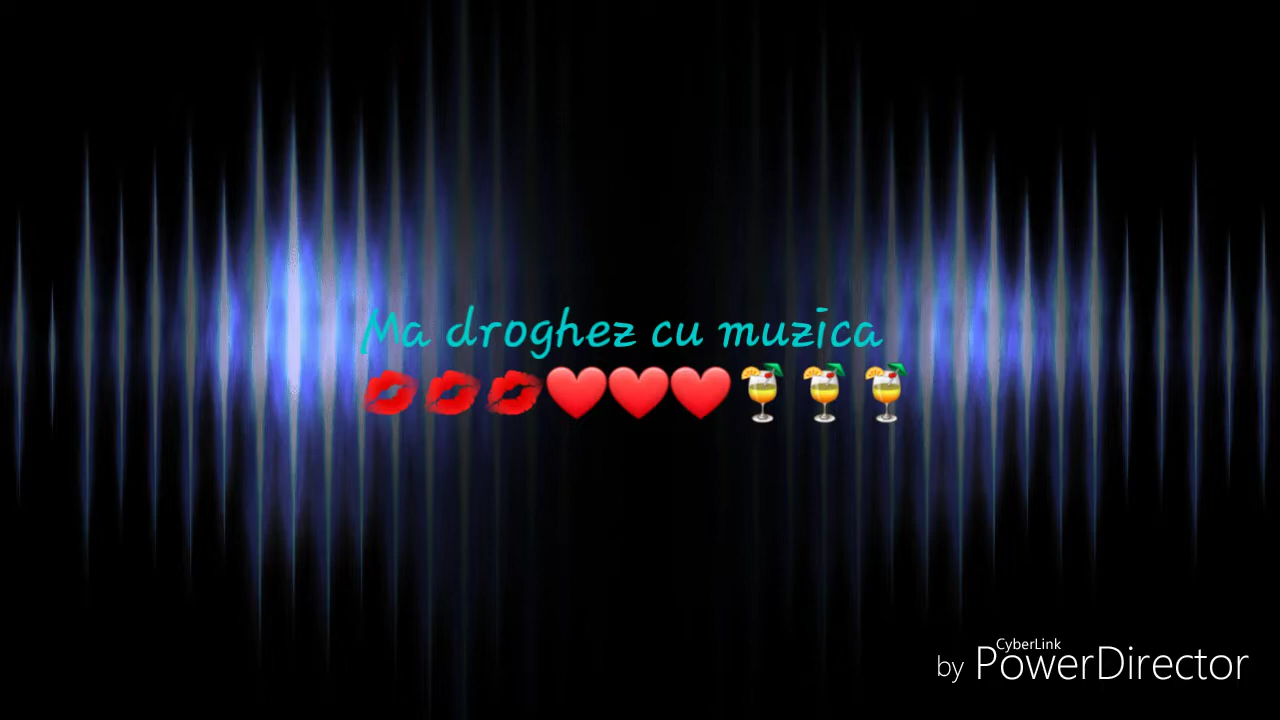 Ma droghez cu muzica
💋💋💋❤️❤️❤️🍹🍹🍹
CyberLink
by PowerDirector